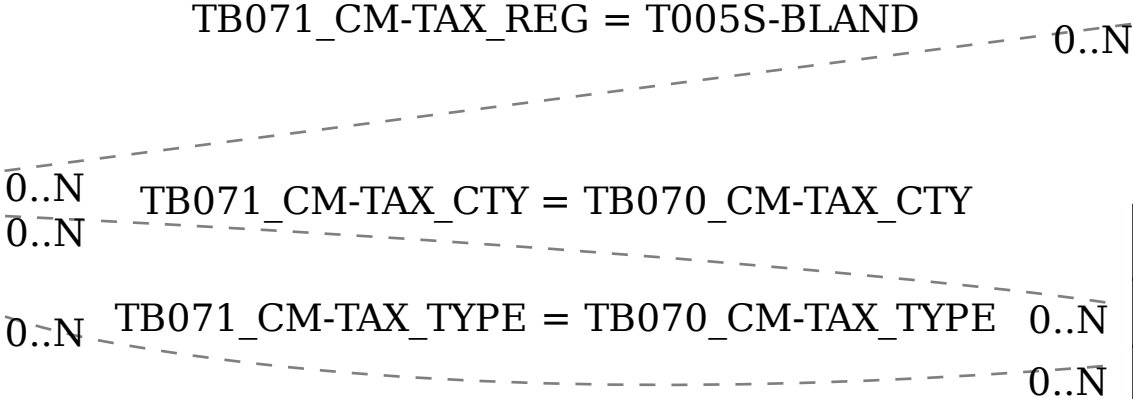 TB071_CM-TAX_REG = T005S-BLAND
0..N
0..N
TB071_CM-TAX_CTY = TB070_CM-TAX_CTY
0..N
TB071_CM-TAX_TYPE = TB070_CM-TAX_TYPE
0..N
0..N
0..N